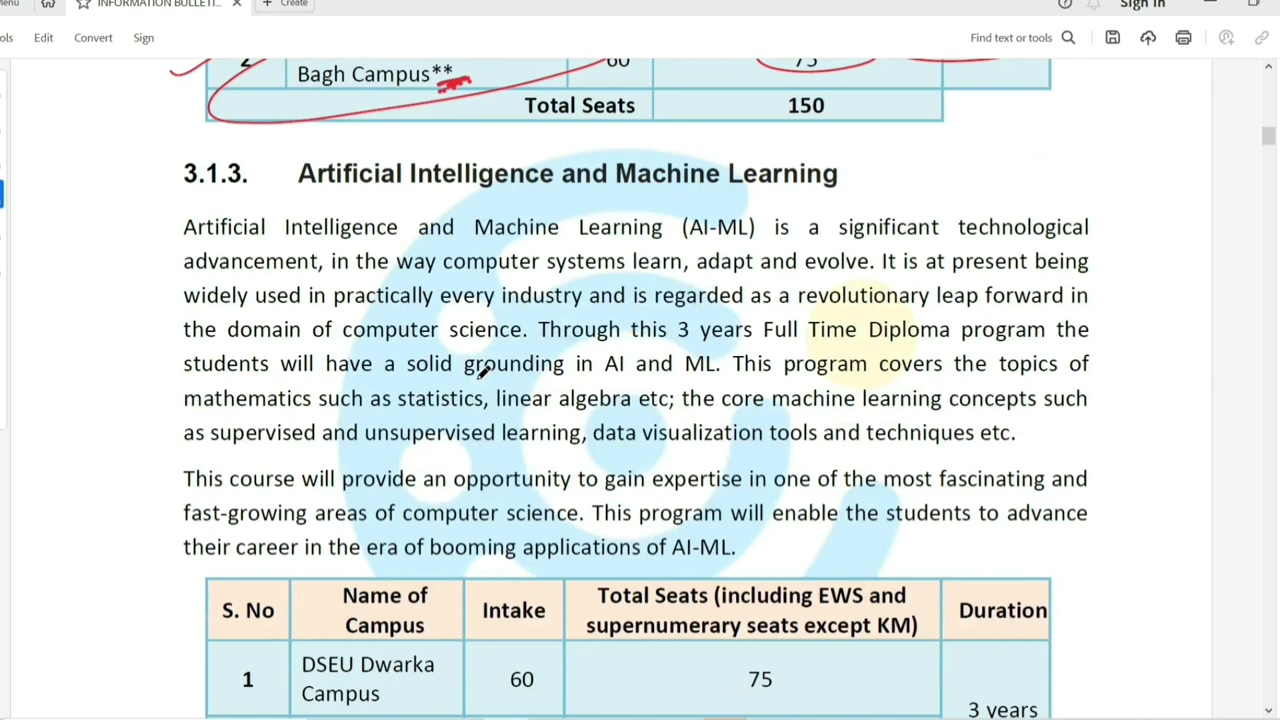 INFORMATION BULLETI...
+ Create
Sign in
Edit Convert Sign
Find text or tools
2 Bagh Campus** 60 75
Total Seats 150
3.1.3. Artificial Intelligence and Machine Learning
Artificial Intelligence and Machine Learning (AI-ML) is a significant technological
advancement, in the way computer systems learn, adapt and evolve. It is at present being
widely used in practically every industry and is regarded as a revolutionary leap forward in
the domain of computer science. Through this 3 years Full Time Diploma program the
students will have a solid grounding in AI and ML. This program covers the topics of
mathematics such as statistics, linear algebra etc; the core machine learning concepts such
as supervised and unsupervised learning, data visualization tools and techniques etc.
This course will provide an opportunity to gain expertise in one of the most fascinating and
fast-growing areas of computer science. This program will enable the students to advance
their career in the era of booming applications of AI-ML.
S. No Name of Campus Intake Total Seats (including EWS and supernumerary seats except KM) Duration
1 DSEU Dwarka Campus 60 75 3 years